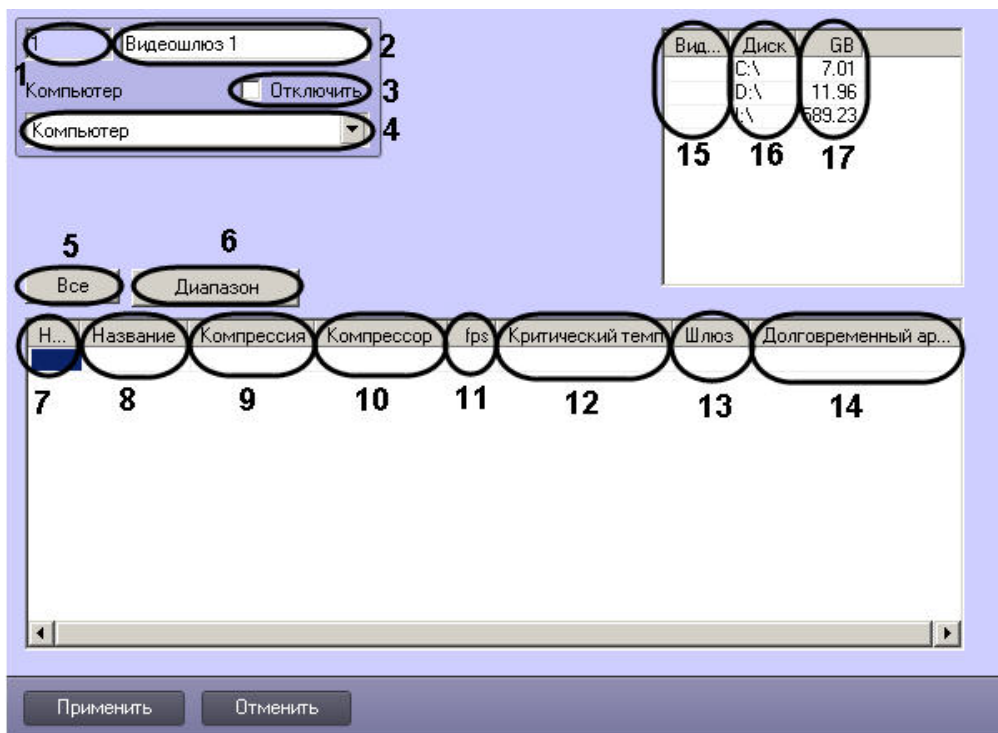 1 Видеошлюз 1 2
1 Компьютер Отключить 3
Компьютер 4
Вид... Диск GB
C:\ 7.01
D:\ 11.96
I:\ 589.23
15 16 17
5 6
Все Диапазон
Н... Название Компрессия Компрессор fps Критический темп Шлюз Долговременный ар...
7 8 9 10 11 12 13 14
Применить Отменить